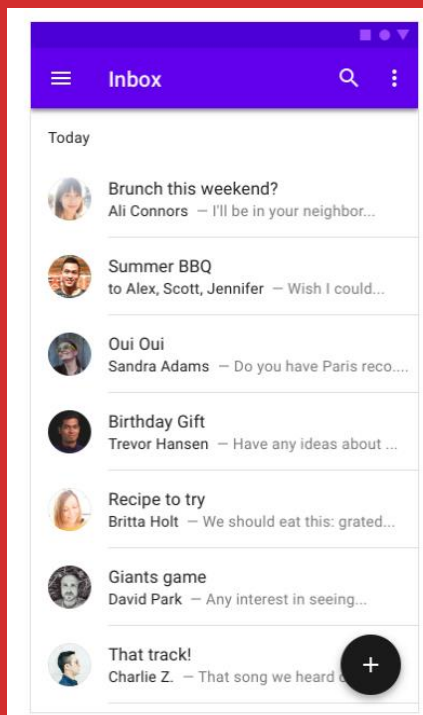 Inbox
Today
Brunch this weekend?
Ali Connors — I'll be in your neighbor...
Summer BBQ
to Alex, Scott, Jennifer — Wish I could...
Oui Oui
Sandra Adams — Do you have Paris reco....
Birthday Gift
Trevor Hansen — Have any ideas about ...
Recipe to try
Britta Holt — We should eat this: grated...
Giants game
David Park — Any interest in seeing...
That track!
Charlie Z. — That song we heard